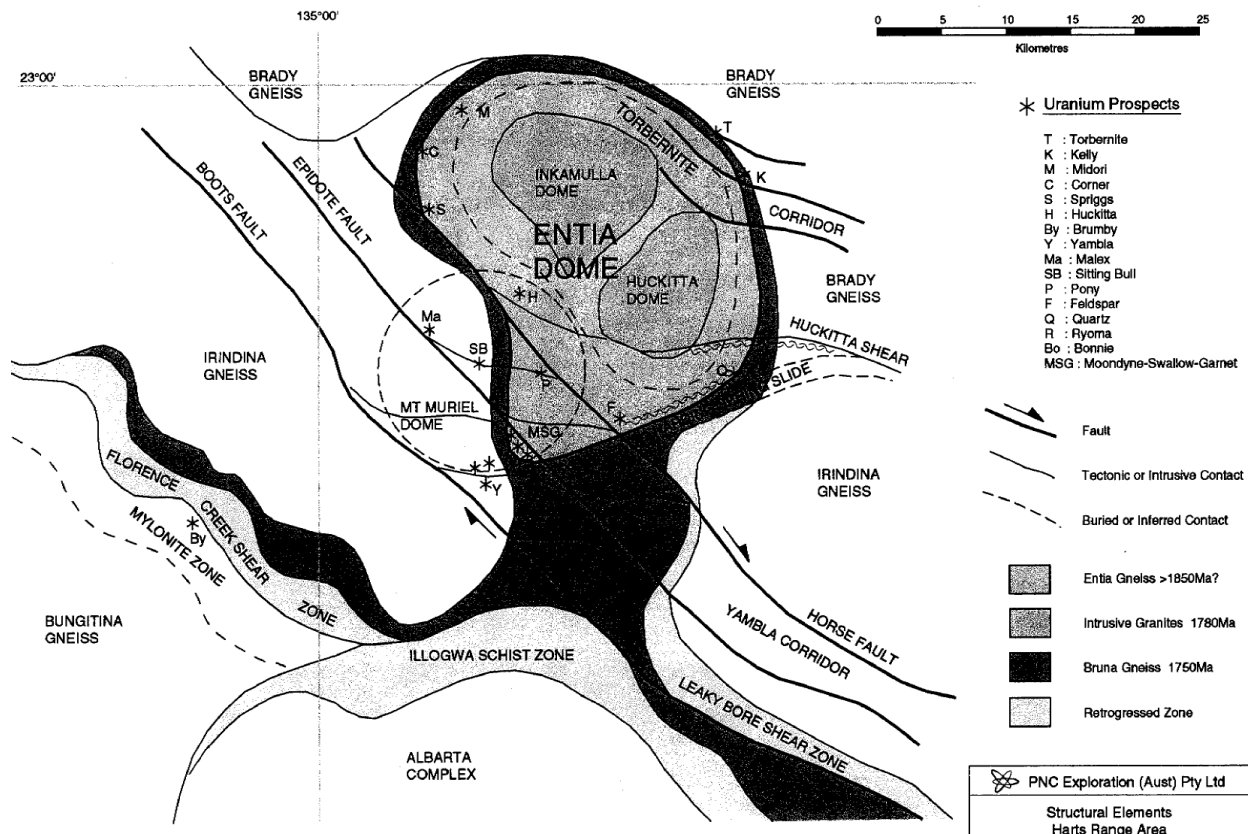 135°00'
0 5 10 15 20 25
Kilometres
23°00'
BRADY
GNEISS
BRADY
GNEISS
✳ Uranium Prospects
T : Torbernite
K : Kelly
M : Midori
C : Corner
S : Spriggs
H : Huckitta
By : Brumby
Y : Yambla
Ma : Malex
SB : Sitting Bull
P : Pony
F : Feldspar
Q : Quartz
R : Ryoma
Bo : Bonnie
MSG : Moondyne-Swallow-Garnet
M
T
C
K
S
TORBERNITE
CORRIDOR
INKAMULLA
DOME
ENTIA
DOME
HUCKITTA
DOME
BOOTS FAULT
EPIDOTE FAULT
BRADY
GNEISS
HUCKITTA SHEAR
H
Ma
SB
P
Q
SLIDE
F
IRINDINA
GNEISS
MT MURIEL
DOME
MSG
Y
IRINDINA
GNEISS
FLORENCE
CREEK SHEAR
ZONE
MYLONITE ZONE
By
BUNGITINA
GNEISS
ILLOGWA SCHIST ZONE
HORSE FAULT
YAMBLA CORRIDOR
LEAKY BORE SHEAR ZONE
ALBARTA
COMPLEX
Fault
Tectonic or Intrusive Contact
Buried or Inferred Contact
Entia Gneiss >1850Ma?
Intrusive Granites 1780Ma
Bruna Gneiss 1750Ma
Retrogressed Zone
PNC Exploration (Aust) Pty Ltd
Structural Elements
Harts Range Area